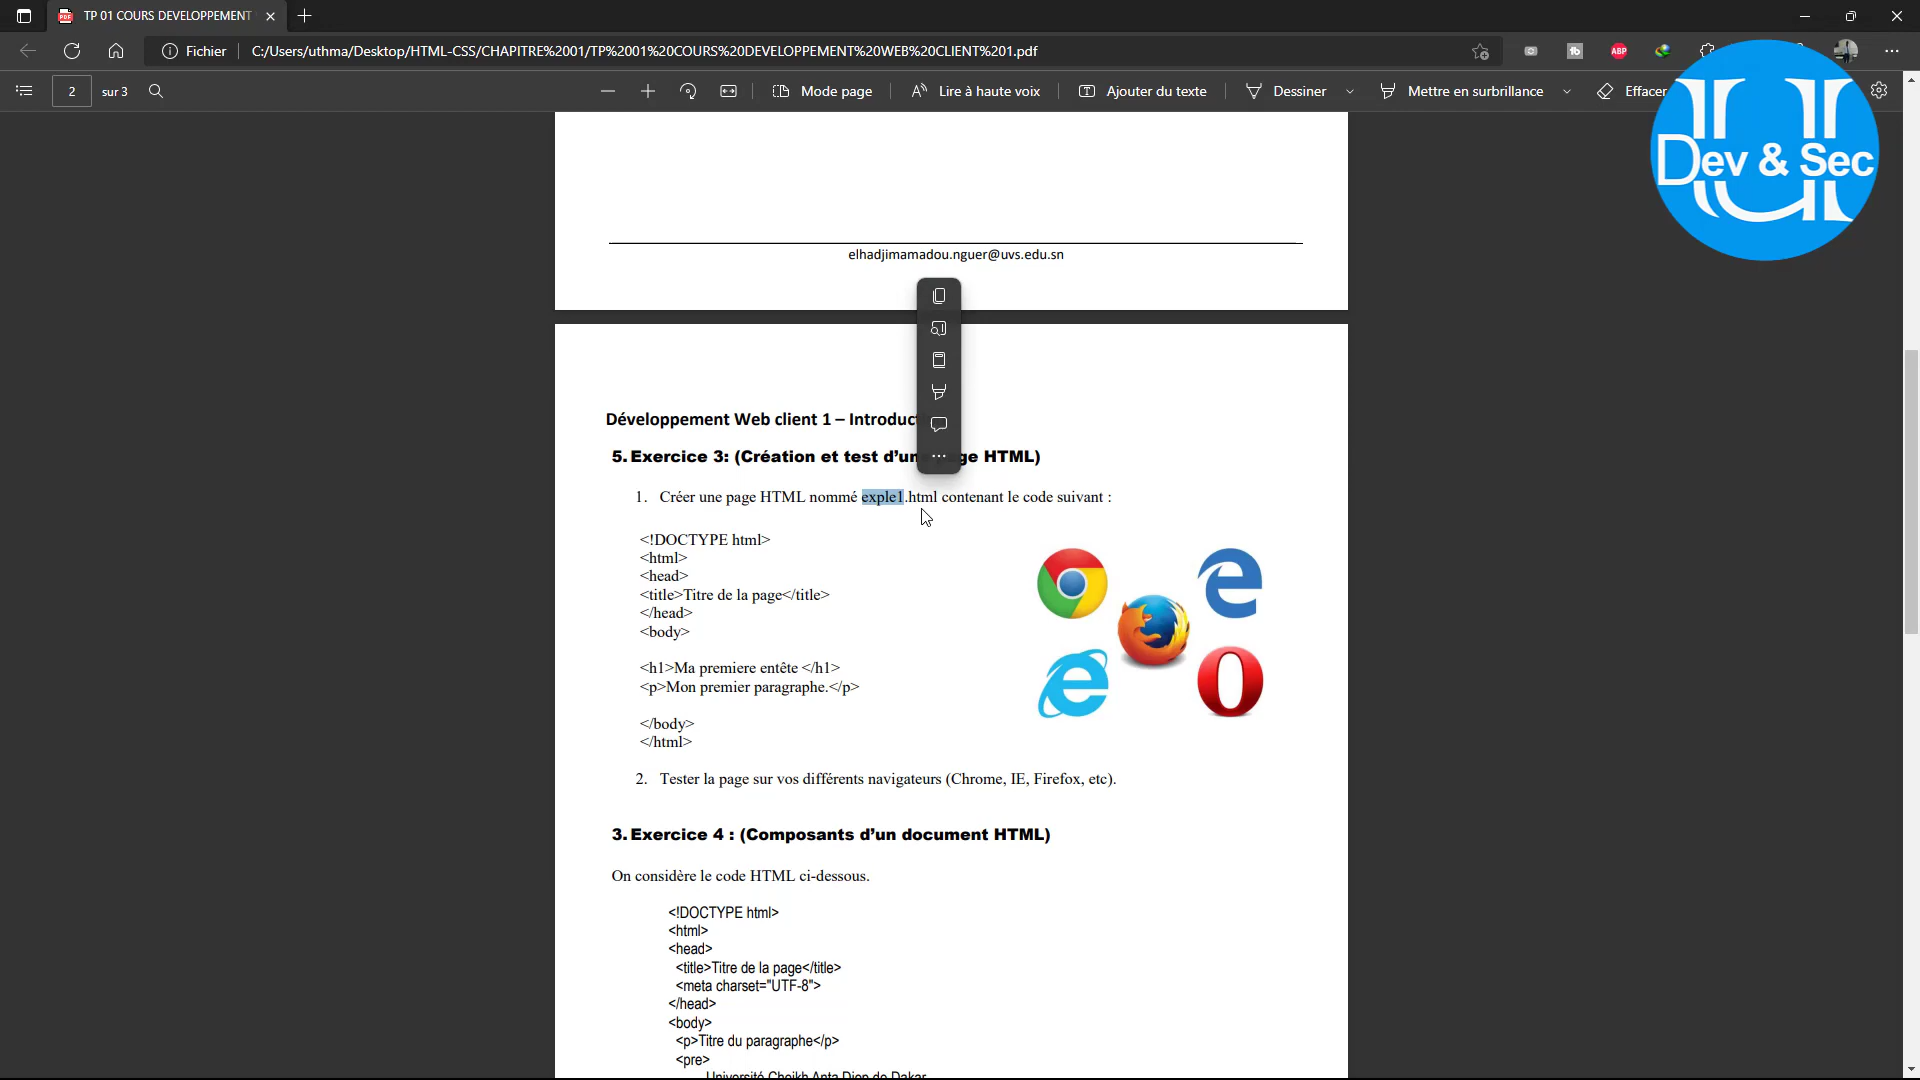 TP 01 COURS DEVELOPPEMENT
Fichier
C:/Users/uthma/Desktop/HTML-CSS/CHAPITRE%2001/TP%2001%20COURS%20DEVELOPPEMENT%20WEB%20CLIENT%201.pdf
2 sur 3
Mode page
Lire à haute voix
Ajouter du texte
Dessiner
Mettre en surbrillance
Effacer
Dev & Sec
elhadjimamadou.nguer@uvs.edu.sn
Développement Web client 1 – Introduct
5. Exercice 3: (Création et test d'un ge HTML)
1. Créer une page HTML nommé exple1.html contenant le code suivant :
<!DOCTYPE html>
<html>
<head>
<title>Titre de la page</title>
</head>
<body>
<h1>Ma premiere entête </h1>
<p>Mon premier paragraphe.</p>
</body>
</html>
2. Tester la page sur vos différents navigateurs (Chrome, IE, Firefox, etc).
3. Exercice 4 : (Composants d'un document HTML)
On considère le code HTML ci-dessous.
<!DOCTYPE html>
<html>
<head>
<title>Titre de la page</title>
<meta charset="UTF-8">
</head>
<body>
<p>Titre du paragraphe</p>
<pre>
Université Cheikh Anta Diop de Dakar